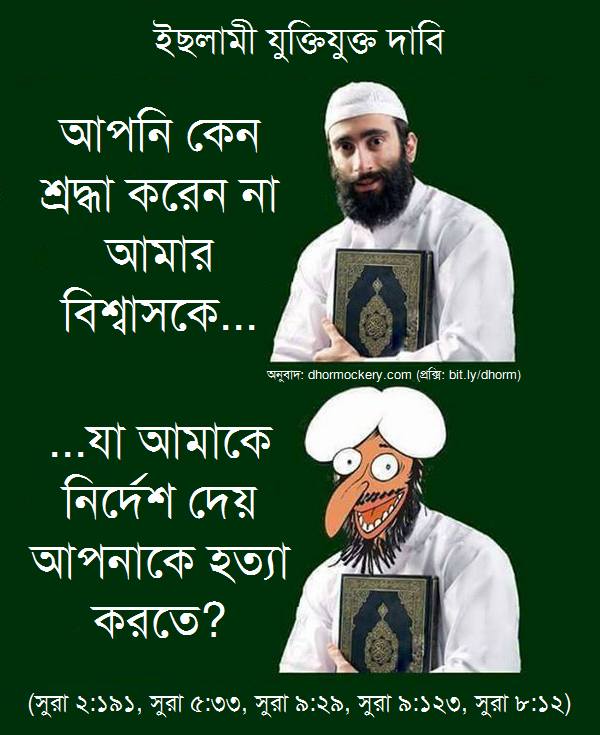 ইছলামী যুক্তিযুক্ত দাবি
আপনি কেন
শ্রদ্ধা করেন না
আমার
বিশ্বাসকে...
অনুবাদ: dhormockery.com (প্রক্সি: bit.ly/dhorm)
...যা আমাকে
নির্দেশ দেয়
আপনাকে হত্যা
করতে?
(সুরা ২:১৯১, সুরা ৫:৩৩, সুরা ৯:২৯, সুরা ৯:১২৩, সুরা ৮:১২)